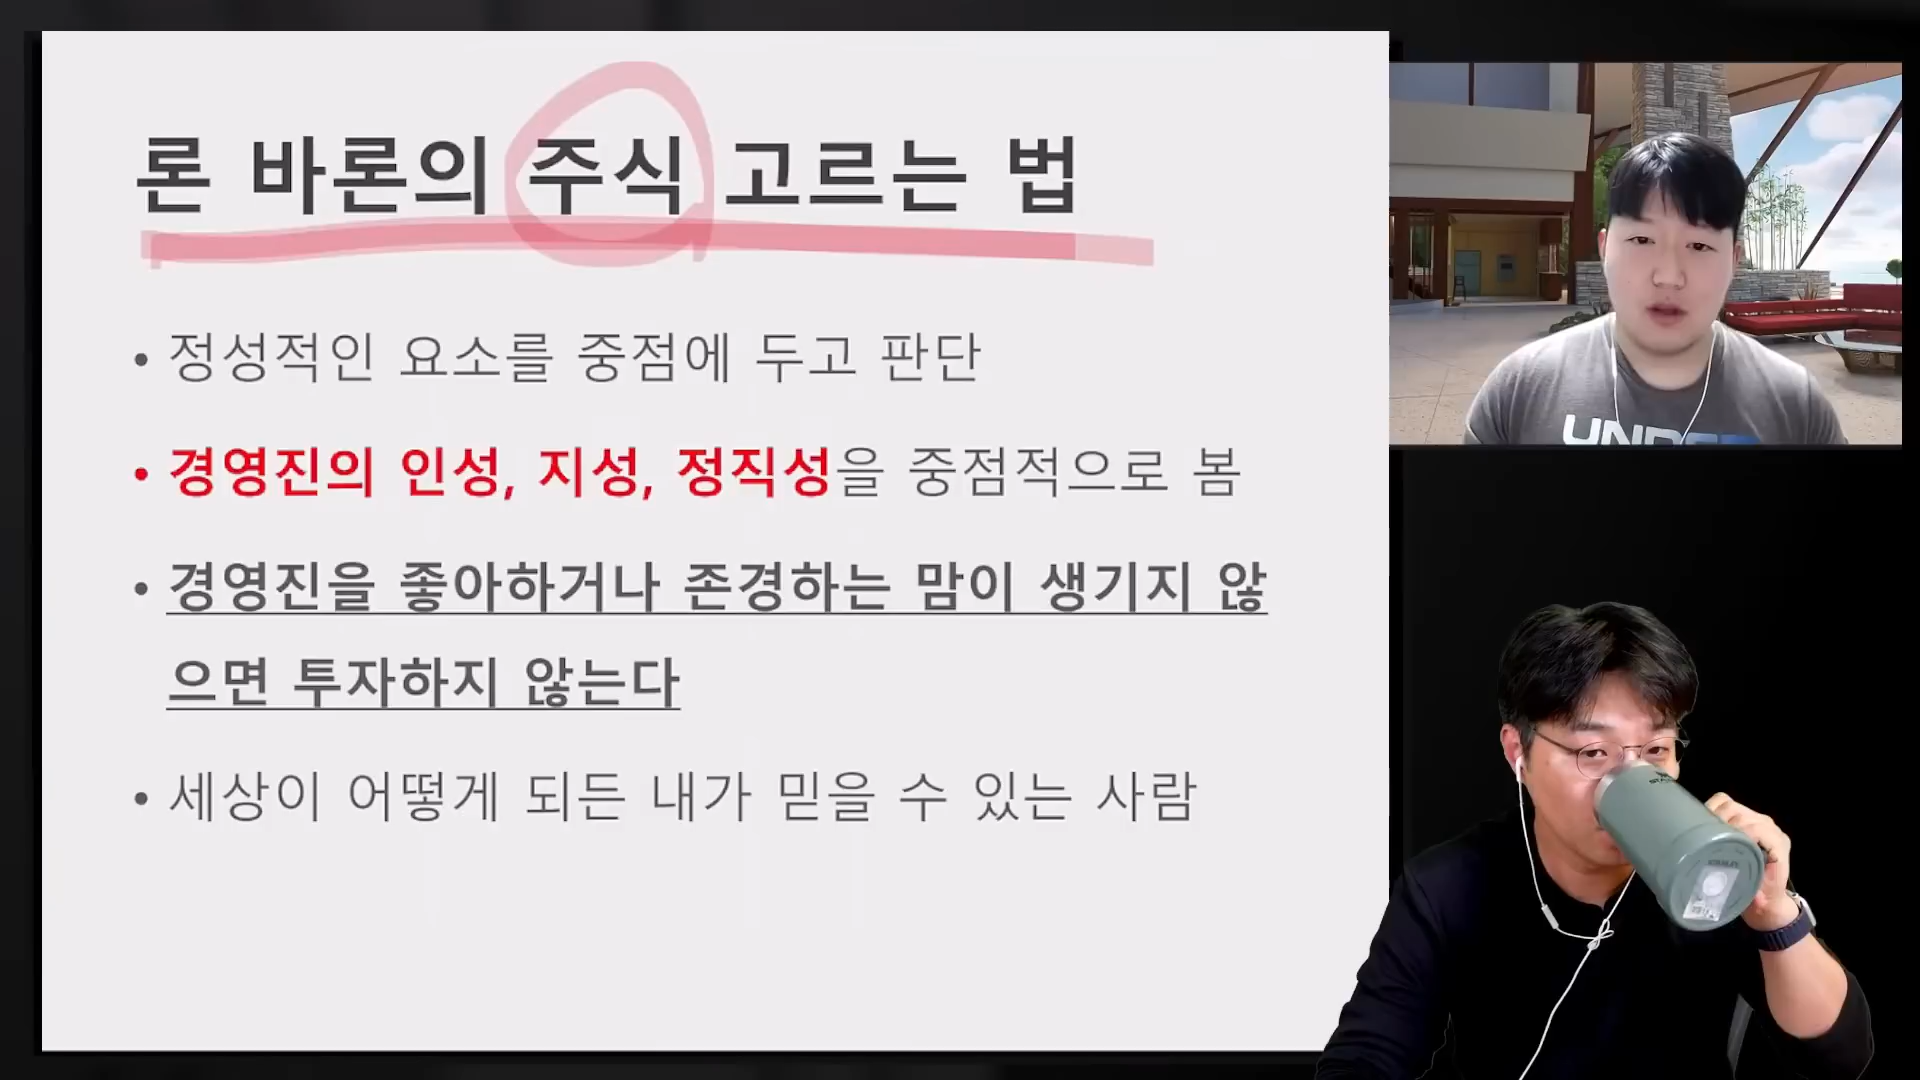 론 바론의 주식 고르는 법
• 정성적인 요소를 중점에 두고 판단
• 경영진의 인성, 지성, 정직성을 중점적으로 봄
• 경영진을 좋아하거나 존경하는 맘이 생기지 않
으면 투자하지 않는다
• 세상이 어떻게 되든 내가 믿을 수 있는 사람